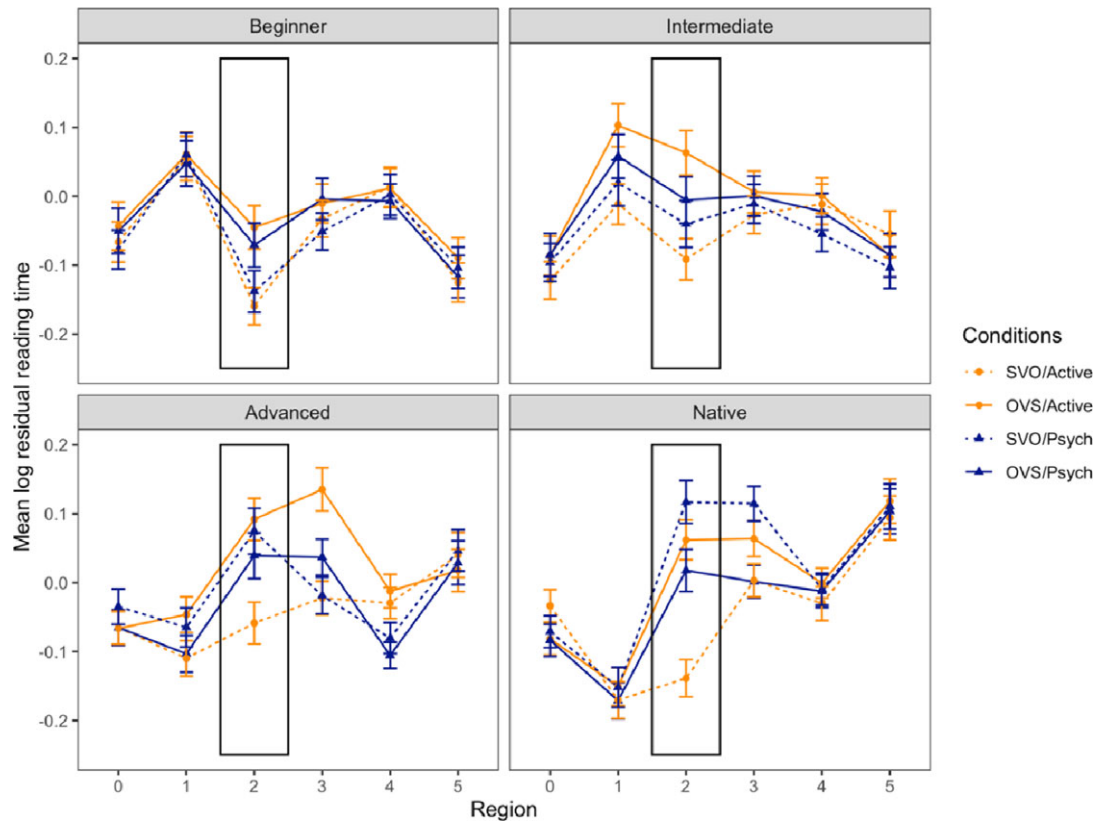 Beginner
Intermediate
0.2
0.1
0.0
-0.1
-0.2
Advanced
Native
0.2
0.1
0.0
-0.1
-0.2
0 1 2 3 4 5
0 1 2 3 4 5
Region
Mean log residual reading time
Conditions
SVO/Active
OVS/Active
SVO/Psych
OVS/Psych